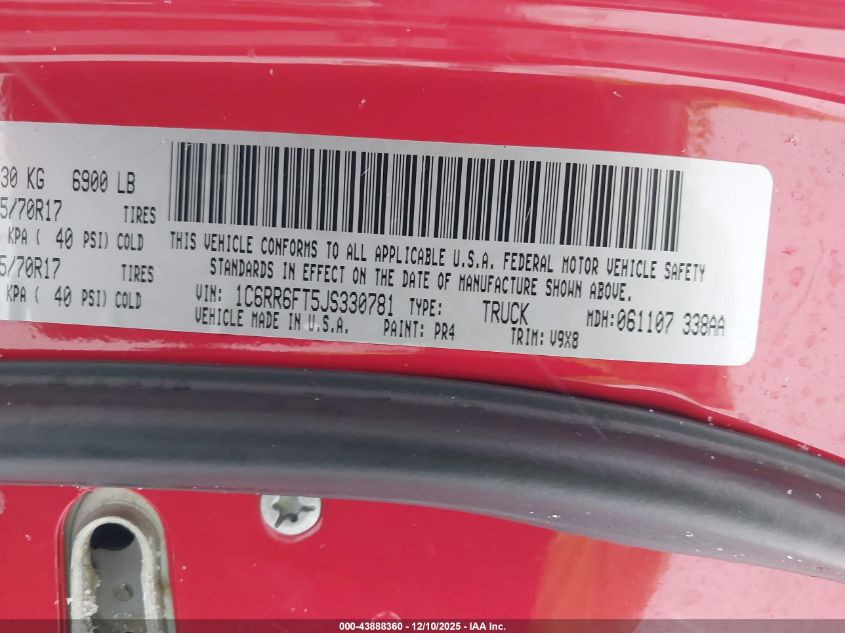 30 KG 6900 LB
5/70R17 TIRES
KPA ( 40 PSI) COLD
5/70R17 TIRES
KPA ( 40 PSI) COLD
THIS VEHICLE CONFORMS TO ALL APPLICABLE U.S.A. FEDERAL MOTOR VEHICLE SAFETY
STANDARDS IN EFFECT ON THE DATE OF MANUFACTURE SHOWN ABOVE.
VIN: 1C6RR6FT5JS330781 TYPE: TRUCK MDH: 061107 338AA
VEHICLE MADE IN U.S.A. PAINT: PR4 TRIM: V9X8
000-43888360 - 12/10/2025 - IAA Inc.